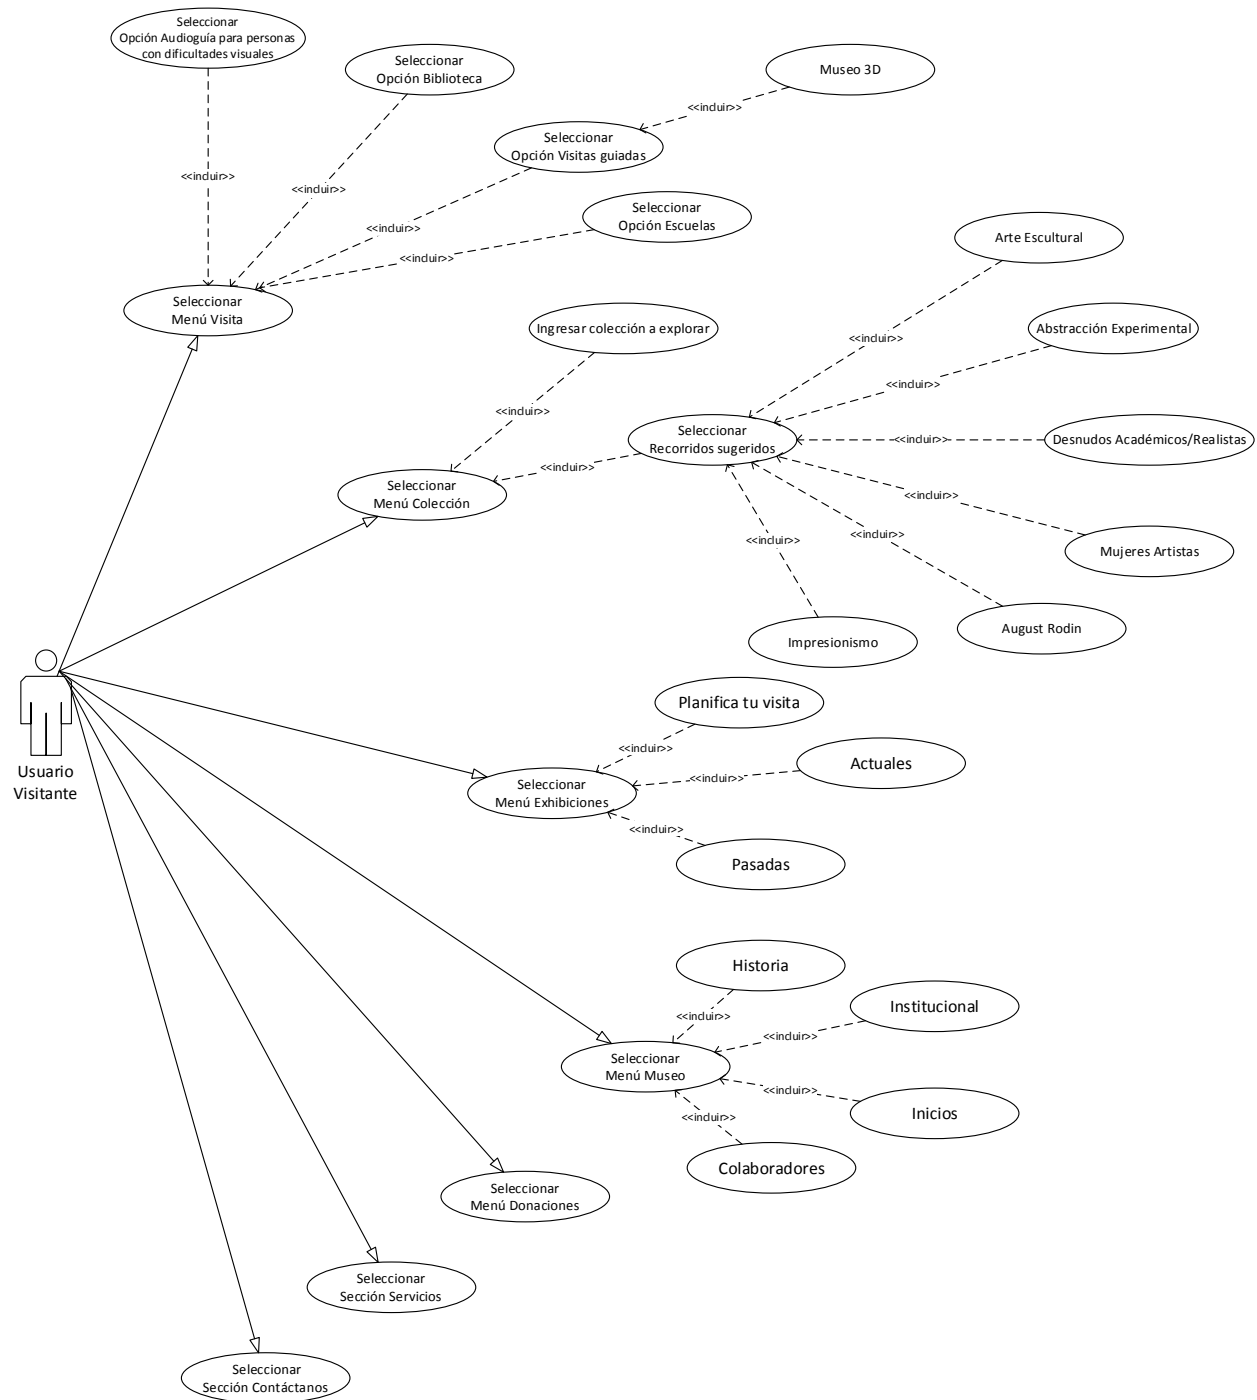 Seleccionar
Opción Audioguía para personas
con dificultades visuales
Seleccionar
Opción Biblioteca
Museo 3D
<<incluir>>
Seleccionar
Opción Visitas guiadas
<<incluir>>
<<incluir>>
Seleccionar
Opción Escuelas
<<incluir>>
<<incluir>>
Arte Escultural
Seleccionar
Menú Visita
Ingresar colección a explorar
Abstracción Experimental
<<incluir>>
<<incluir>>
<<incluir>>
Seleccionar
Recorridos sugeridos
<<incluir>>
Desnudos Académicos/Realistas
<<incluir>>
Seleccionar
Menú Colección
<<incluir>>
<<incluir>>
<<incluir>>
Mujeres Artistas
August Rodin
Impresionismo
Usuario
Visitante
Planifica tu visita
<<incluir>>
Actuales
<<incluir>>
Seleccionar
Menú Exhibiciones
<<incluir>>
Pasadas
Historia
Institucional
<<incluir>>
<<incluir>>
Seleccionar
Menú Museo
<<incluir>>
Inicios
<<incluir>>
Colaboradores
Seleccionar
Menú Donaciones
Seleccionar
Sección Servicios
Seleccionar
Sección Contáctanos